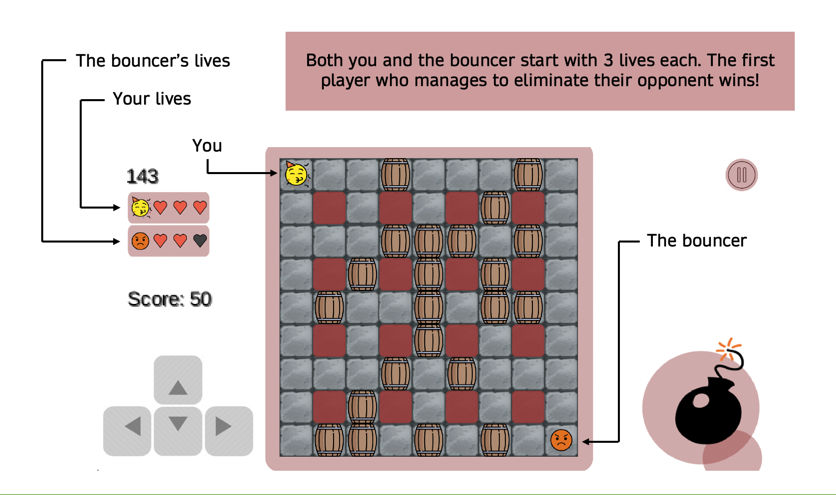 The bouncer's lives
Both you and the bouncer start with 3 lives each. The first
player who manages to eliminate their opponent wins!
Your lives
You
143
The bouncer
Score: 50